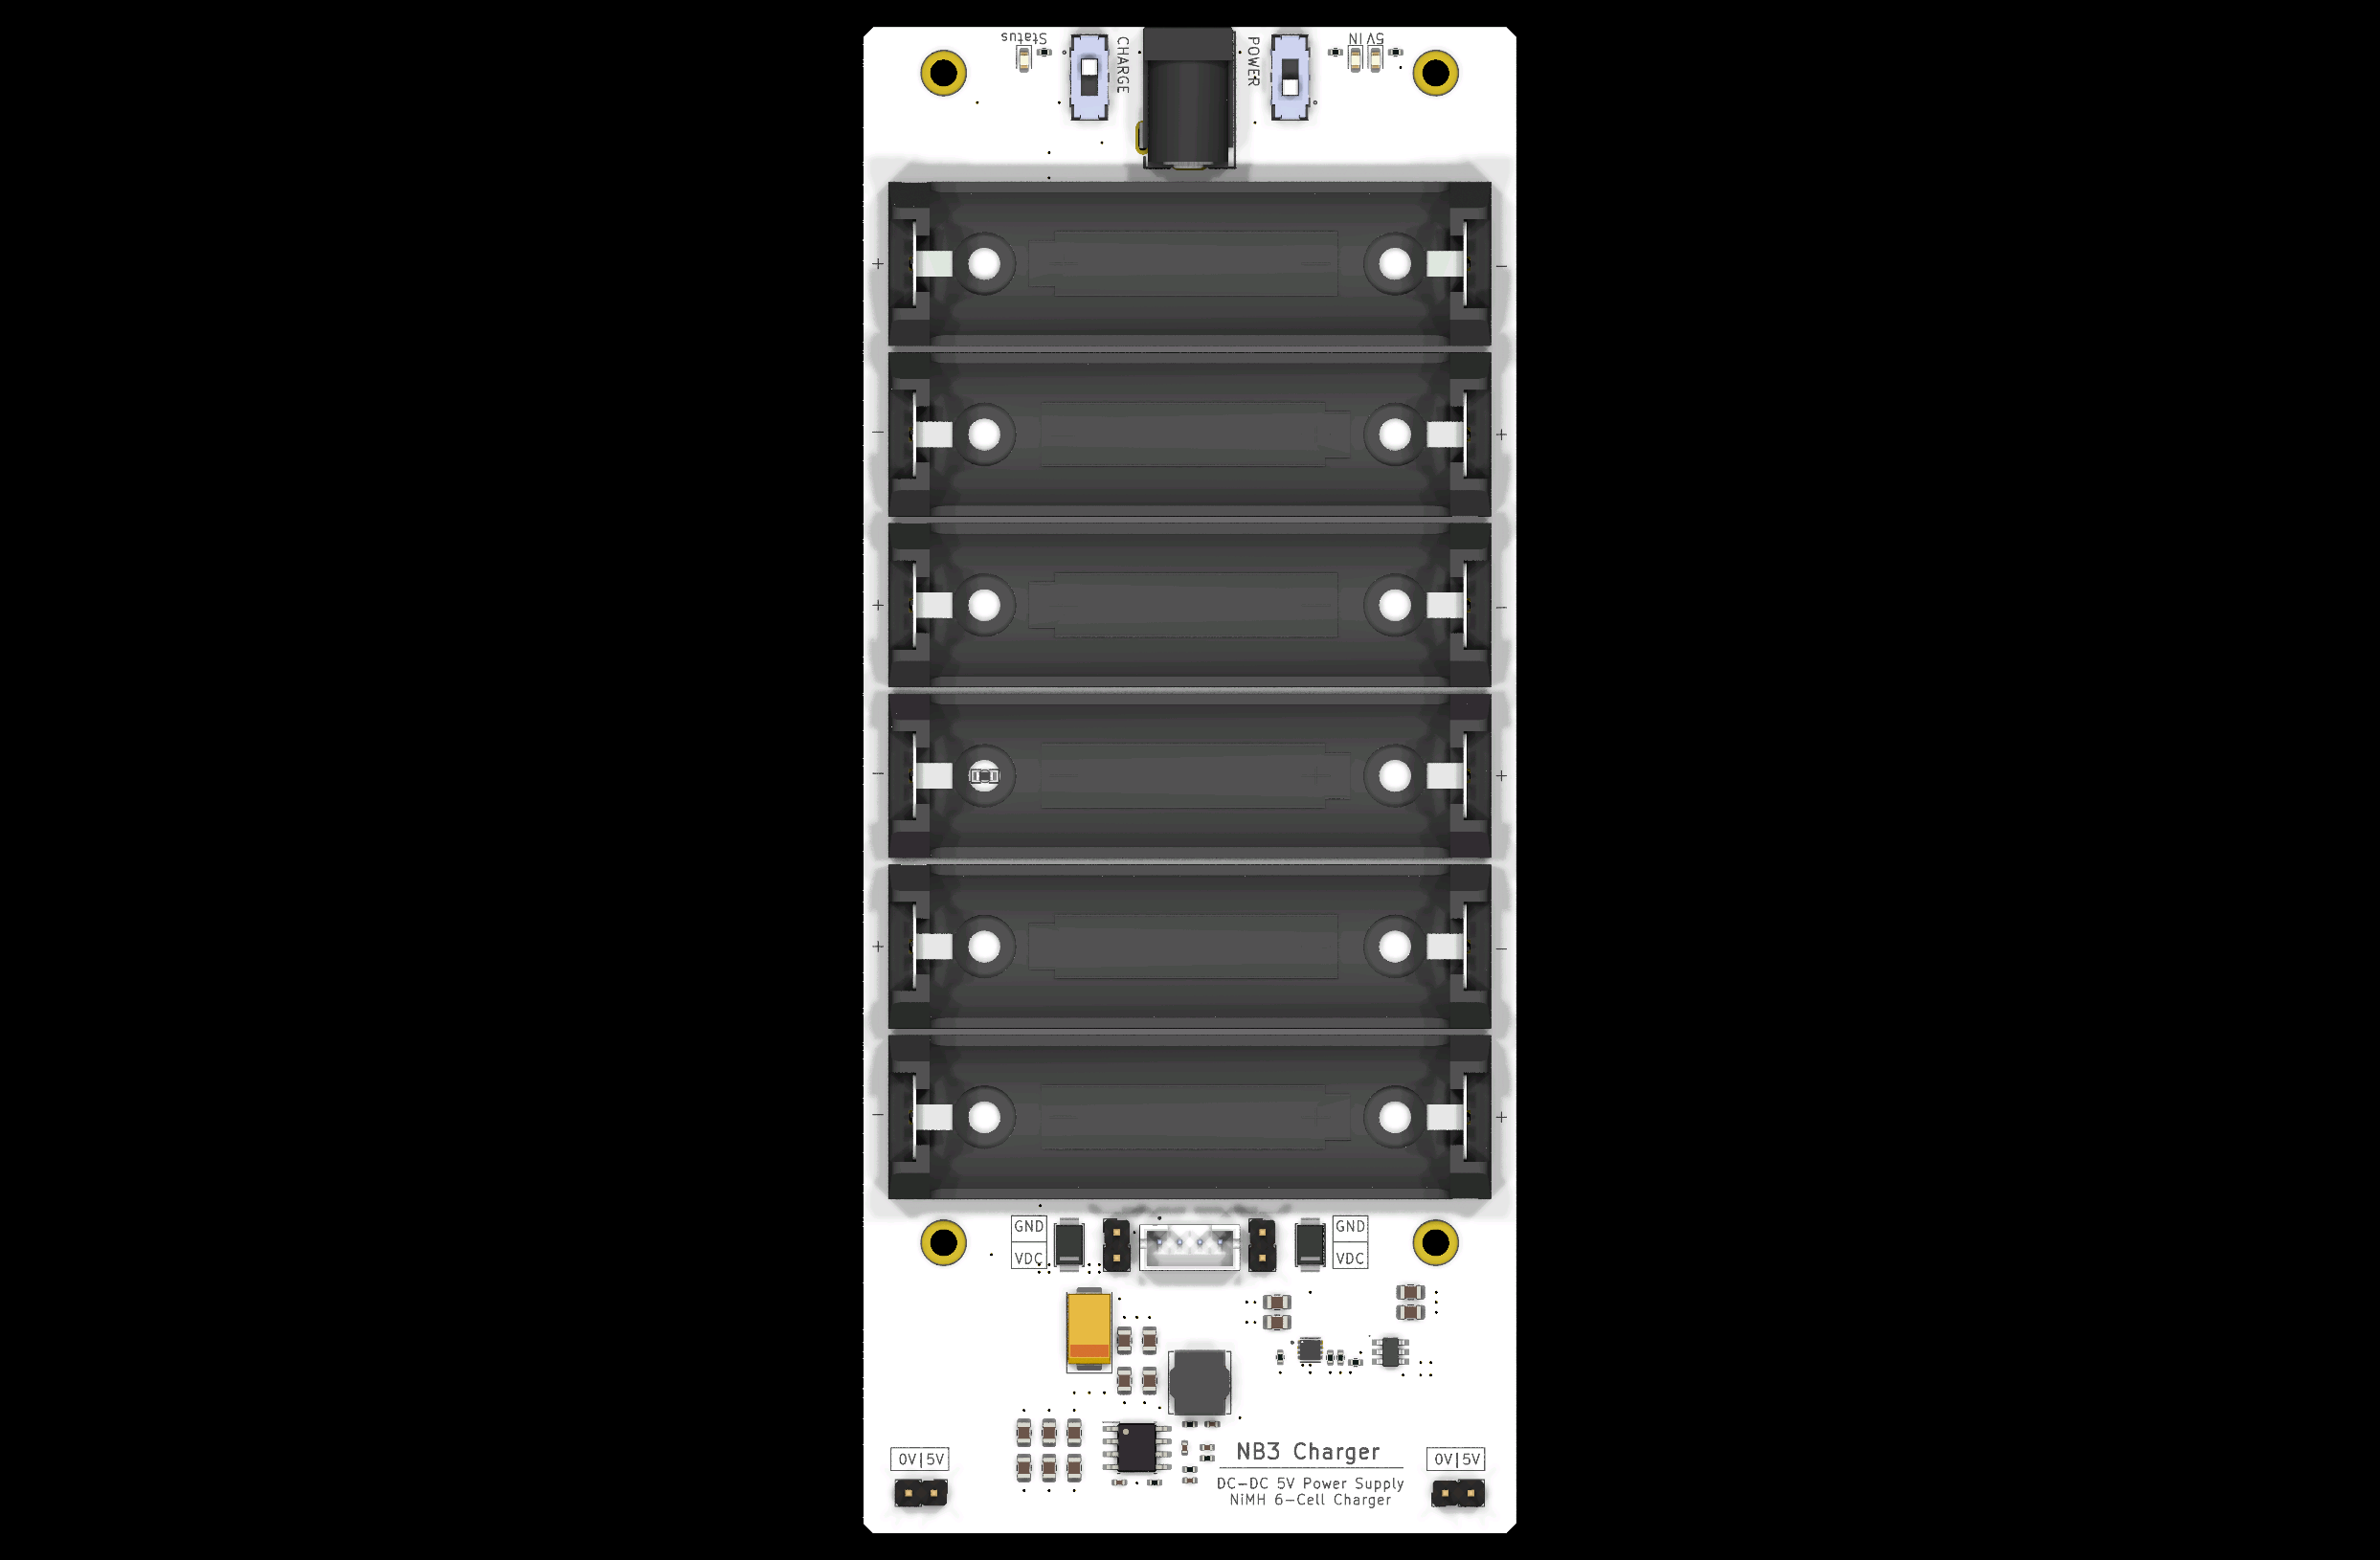 Status
CHARGE
POWER
IN
5V
+ −
− +
+ −
− +
+ −
− +
GND
VDC
GND
VDC
0V|5V
NB3 Charger
DC-DC 5V Power Supply
NiMH 6-Cell Charger
0V|5V